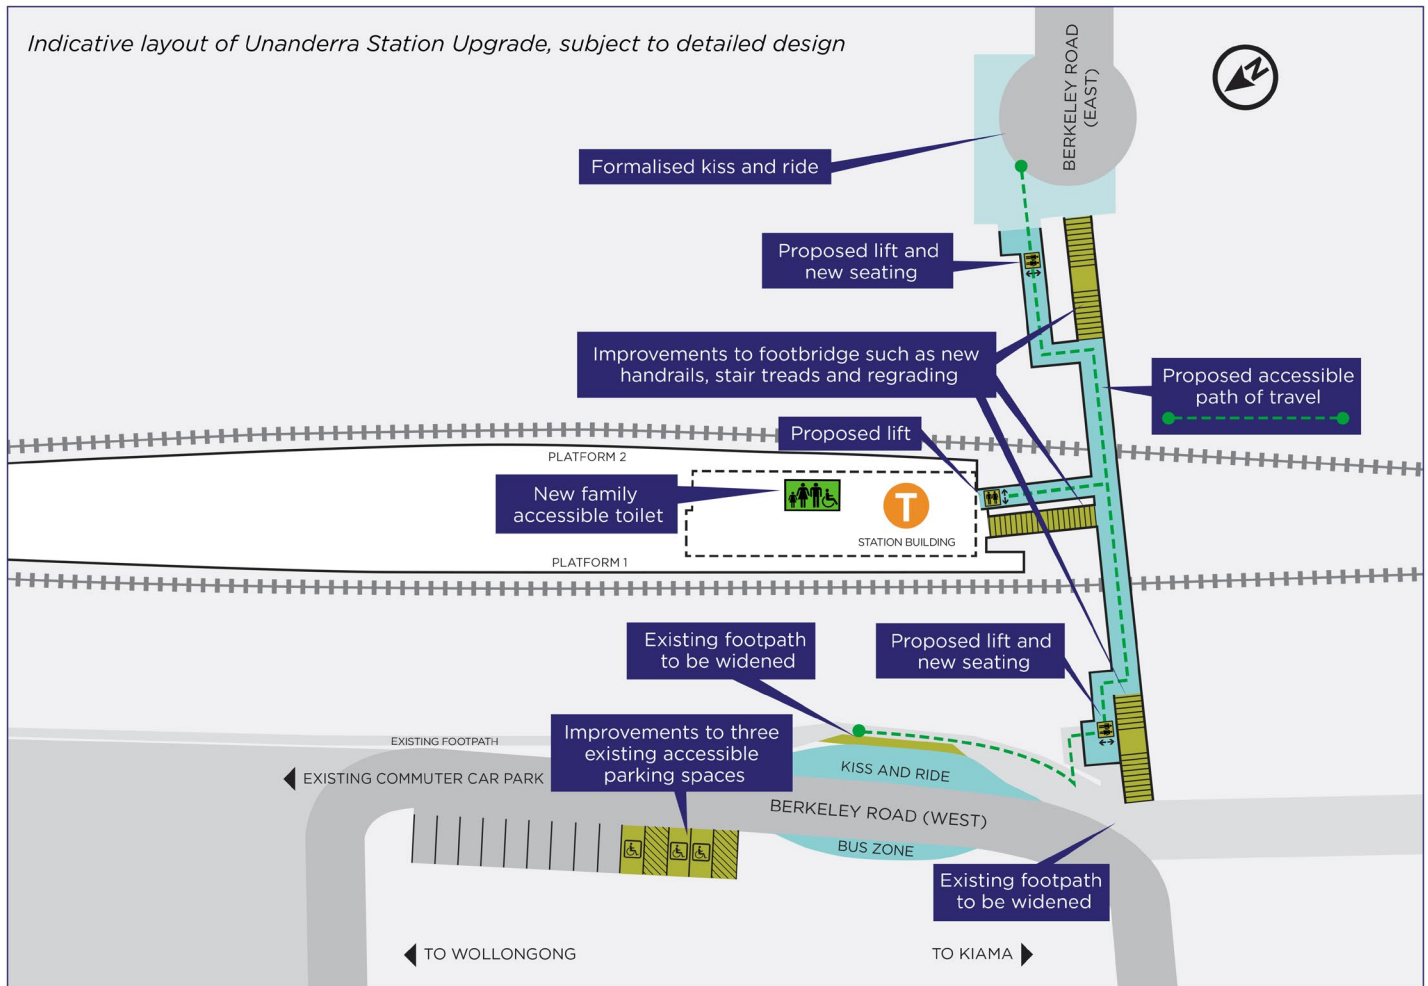 Indicative layout of Unanderra Station Upgrade, subject to detailed design
BERKELEY ROAD
(EAST)
N
Formalised kiss and ride
Proposed lift and
new seating
Improvements to footbridge such as new
handrails, stair treads and regrading
Proposed accessible
path of travel
Proposed lift
PLATFORM 2
New family
accessible toilet
T
STATION BUILDING
PLATFORM 1
Existing footpath
to be widened
Proposed lift and
new seating
Improvements to three
existing accessible
parking spaces
EXISTING FOOTPATH
EXISTING COMMUTER CAR PARK
KISS AND RIDE
BERKELEY ROAD (WEST)
BUS ZONE
Existing footpath
to be widened
TO WOLLONGONG
TO KIAMA